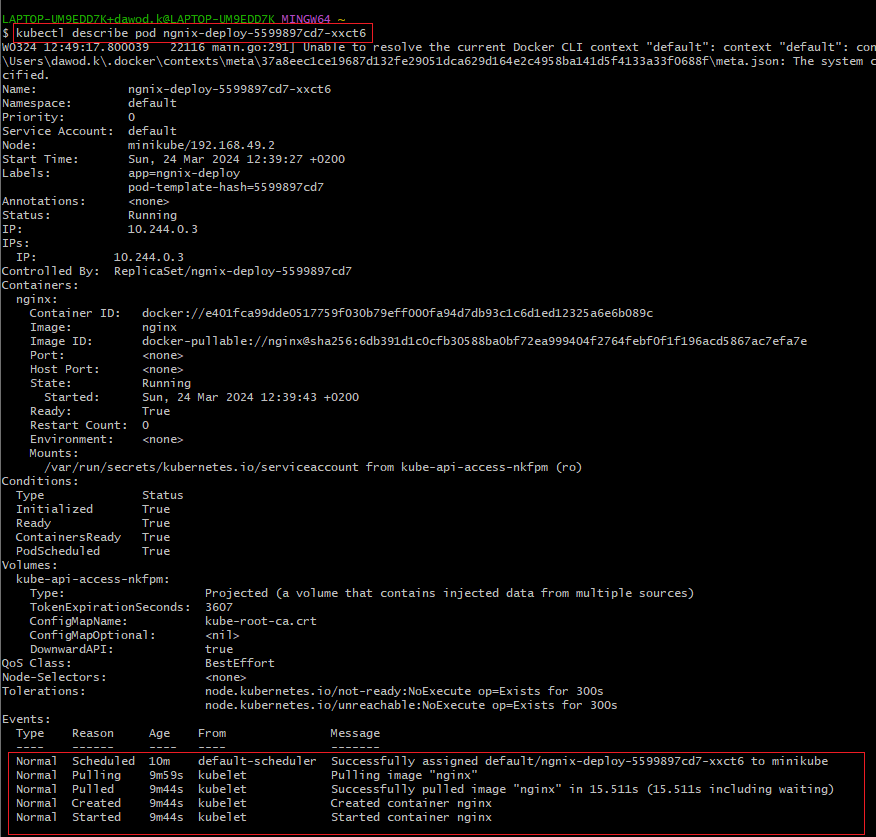 LAPTOP-UM9EDD7K+dawod.k@LAPTOP-UM9EDD7K MINGW64 ~
$ kubectl describe pod ngnix-deploy-5599897cd7-xxct6
W0324 12:49:17.800039   22116 main.go:291] Unable to resolve the current Docker CLI context "default": context "default": con
\Users\dawod.k\.docker\contexts\meta\37a8eec1ce19687d132fe29051dca629d164e2c4958ba141d5f4133a33f0688f\meta.json: The system c
cified.
Name:             ngnix-deploy-5599897cd7-xxct6
Namespace:        default
Priority:         0
Service Account:  default
Node:             minikube/192.168.49.2
Start Time:       Sun, 24 Mar 2024 12:39:27 +0200
Labels:           app=ngnix-deploy
                  pod-template-hash=5599897cd7
Annotations:      <none>
Status:           Running
IP:               10.244.0.3
IPs:
  IP:           10.244.0.3
Controlled By:  ReplicaSet/ngnix-deploy-5599897cd7
Containers:
  nginx:
    Container ID:   docker://e401fca99dde0517759f030b79eff000fa94d7db93c1c6d1ed12325a6e6b089c
    Image:          nginx
    Image ID:       docker-pullable://nginx@sha256:6db391d1c0cfb30588ba0bf72ea999404f2764febf0f1f196acd5867ac7efa7e
    Port:           <none>
    Host Port:      <none>
    State:          Running
      Started:      Sun, 24 Mar 2024 12:39:43 +0200
    Ready:          True
    Restart Count:  0
    Environment:    <none>
    Mounts:
      /var/run/secrets/kubernetes.io/serviceaccount from kube-api-access-nkfpm (ro)
Conditions:
  Type              Status
  Initialized       True
  Ready             True
  ContainersReady   True
  PodScheduled      True
Volumes:
  kube-api-access-nkfpm:
    Type:                    Projected (a volume that contains injected data from multiple sources)
    TokenExpirationSeconds:  3607
    ConfigMapName:           kube-root-ca.crt
    ConfigMapOptional:       <nil>
    DownwardAPI:             true
QoS Class:                   BestEffort
Node-Selectors:              <none>
Tolerations:                 node.kubernetes.io/not-ready:NoExecute op=Exists for 300s
                             node.kubernetes.io/unreachable:NoExecute op=Exists for 300s
Events:
  Type    Reason     Age    From               Message
  ----    ------     ----   ----               -------
  Normal  Scheduled  10m    default-scheduler  Successfully assigned default/ngnix-deploy-5599897cd7-xxct6 to minikube
  Normal  Pulling    9m59s  kubelet            Pulling image "nginx"
  Normal  Pulled     9m44s  kubelet            Successfully pulled image "nginx" in 15.511s (15.511s including waiting)
  Normal  Created    9m44s  kubelet            Created container nginx
  Normal  Started    9m44s  kubelet            Started container nginx